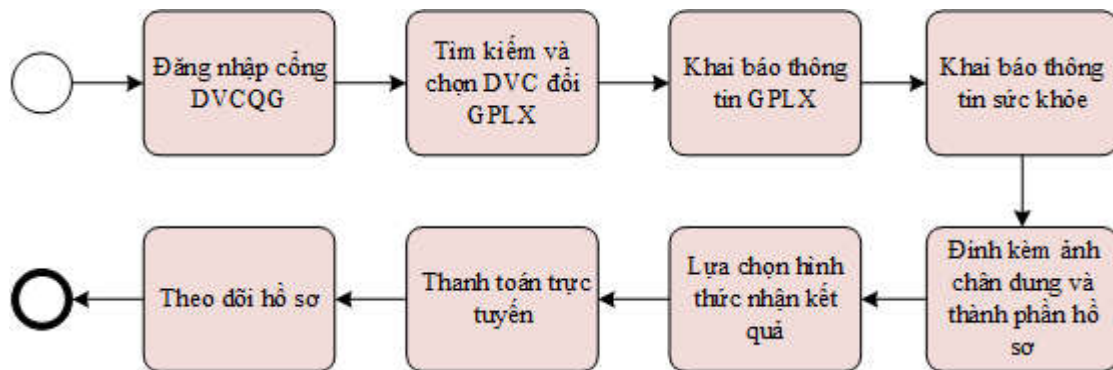 Đăng nhập cổng
DVCQG
Tìm kiếm và
chọn DVC đổi
GPLX
Khai báo thông
tin GPLX
Khai báo thông
tin sức khỏe
Đính kèm ảnh
chân dung và
thành phần hồ
sơ
Lựa chọn hình
thức nhận kết
quả
Thanh toán trực
tuyến
Theo dõi hồ sơ